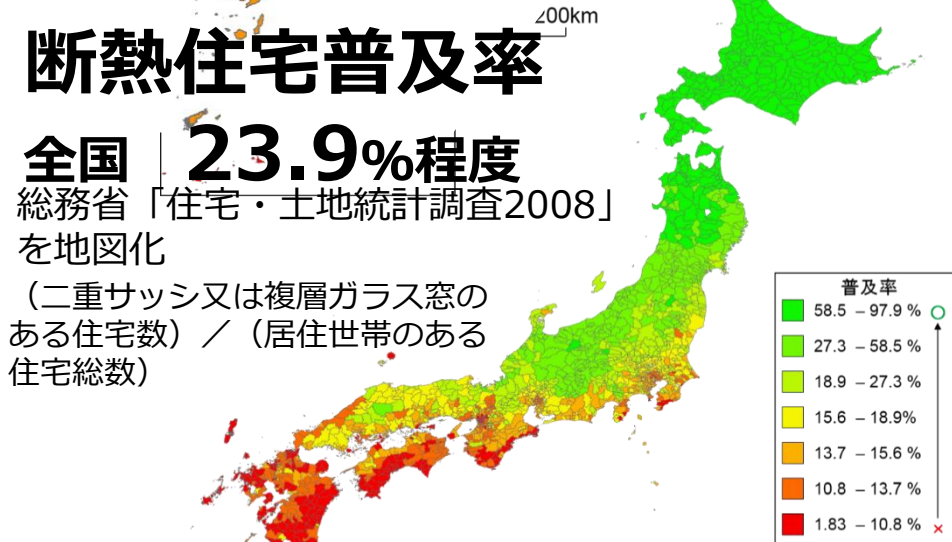 200km
断熱住宅普及率
全国 23.9%程度
総務省「住宅・土地統計調査2008」
を地図化
（二重サッシ又は複層ガラス窓の
ある住宅数）／（居住世帯のある
住宅総数）
普及率
58.5 – 97.9 %
27.3 – 58.5 %
18.9 – 27.3 %
15.6 – 18.9%
13.7 – 15.6 %
10.8 – 13.7 %
1.83 – 10.8 %